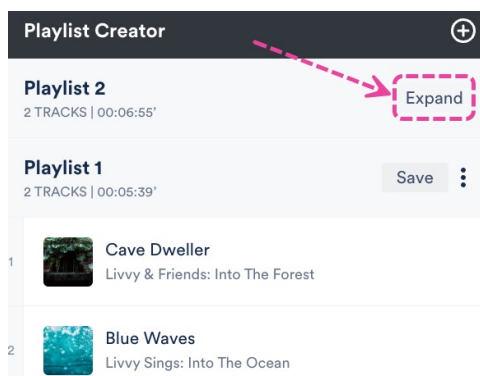 Playlist Creator
Playlist 2
Expand
2 TRACKS | 00:06:55’
Playlist 1
Save
2 TRACKS | 00:05:39’
1
Cave Dweller
Livvy & Friends: Into The Forest
2
Blue Waves
Livvy Sings: Into The Ocean